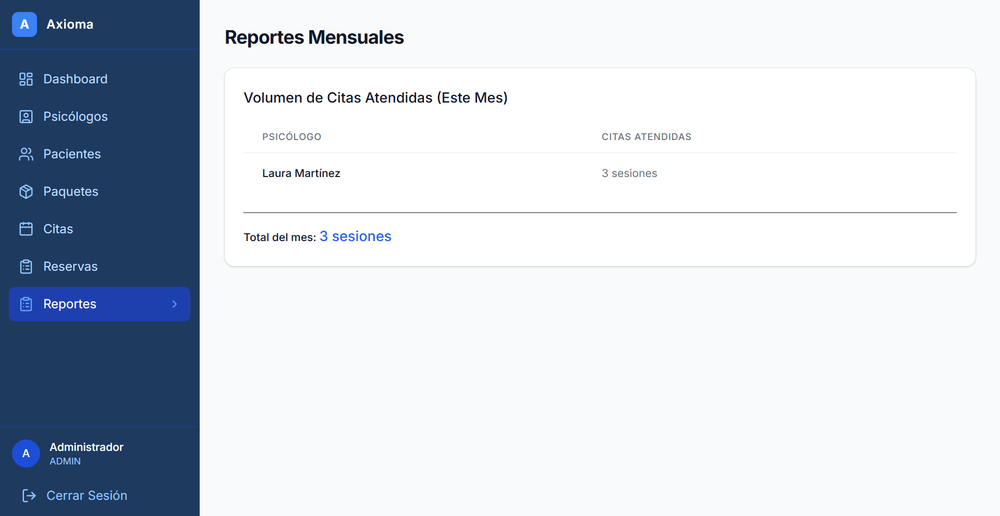 A Axioma
Dashboard
Psicólogos
Pacientes
Paquetes
Citas
Reservas
Reportes
A Administrador
ADMIN
Cerrar Sesión
Reportes Mensuales
Volumen de Citas Atendidas (Este Mes)
PSICÓLOGO CITAS ATENDIDAS
Laura Martínez 3 sesiones
Total del mes: 3 sesiones